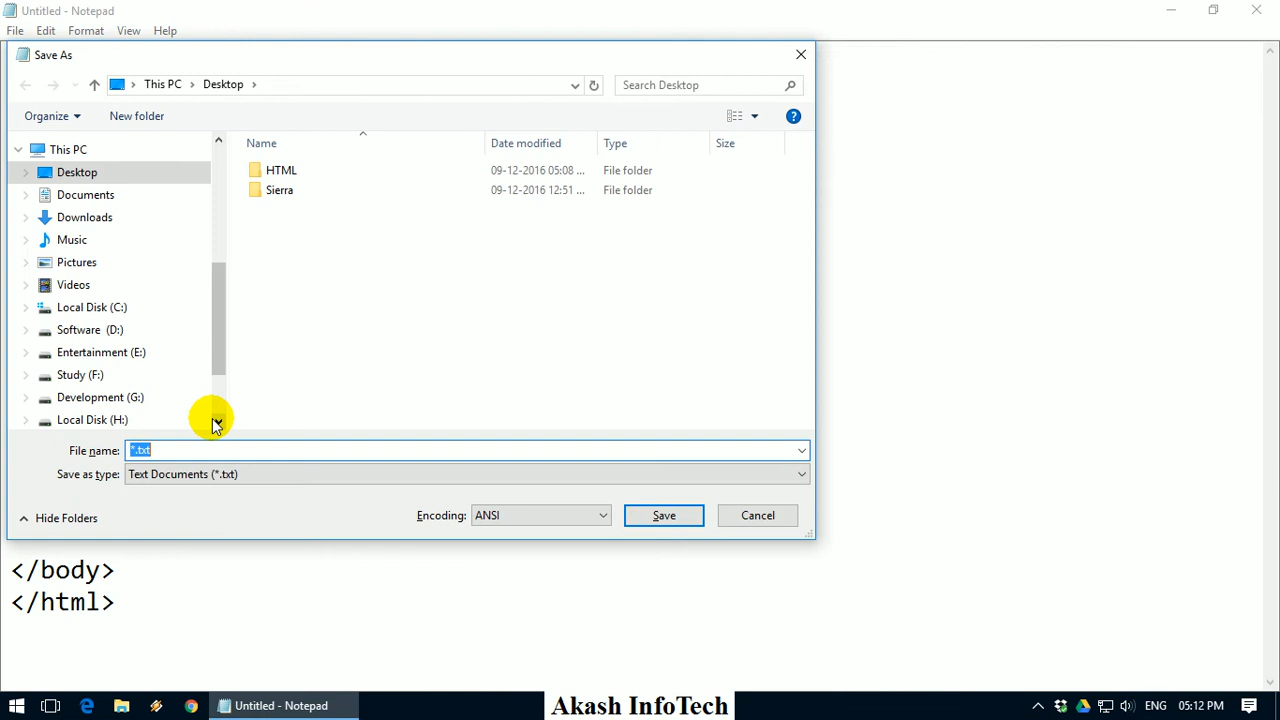 Untitled - Notepad
File Edit Format View Help
Save As
This PC Desktop
Search Desktop
Organize New folder
Name Date modified Type Size
This PC
Desktop
Documents
Downloads
Music
Pictures
Videos
Local Disk (C:)
Software (D:)
Entertainment (E:)
Study (F:)
Development (G:)
Local Disk (H:)
HTML 09-12-2016 05:08 ... File folder
Sierra 09-12-2016 12:51 ... File folder
File name: *.txt
Save as type: Text Documents (*.txt)
Hide Folders Encoding: ANSI Save Cancel
</body>
</html>
Untitled - Notepad
Akash InfoTech
ENG 05:12 PM